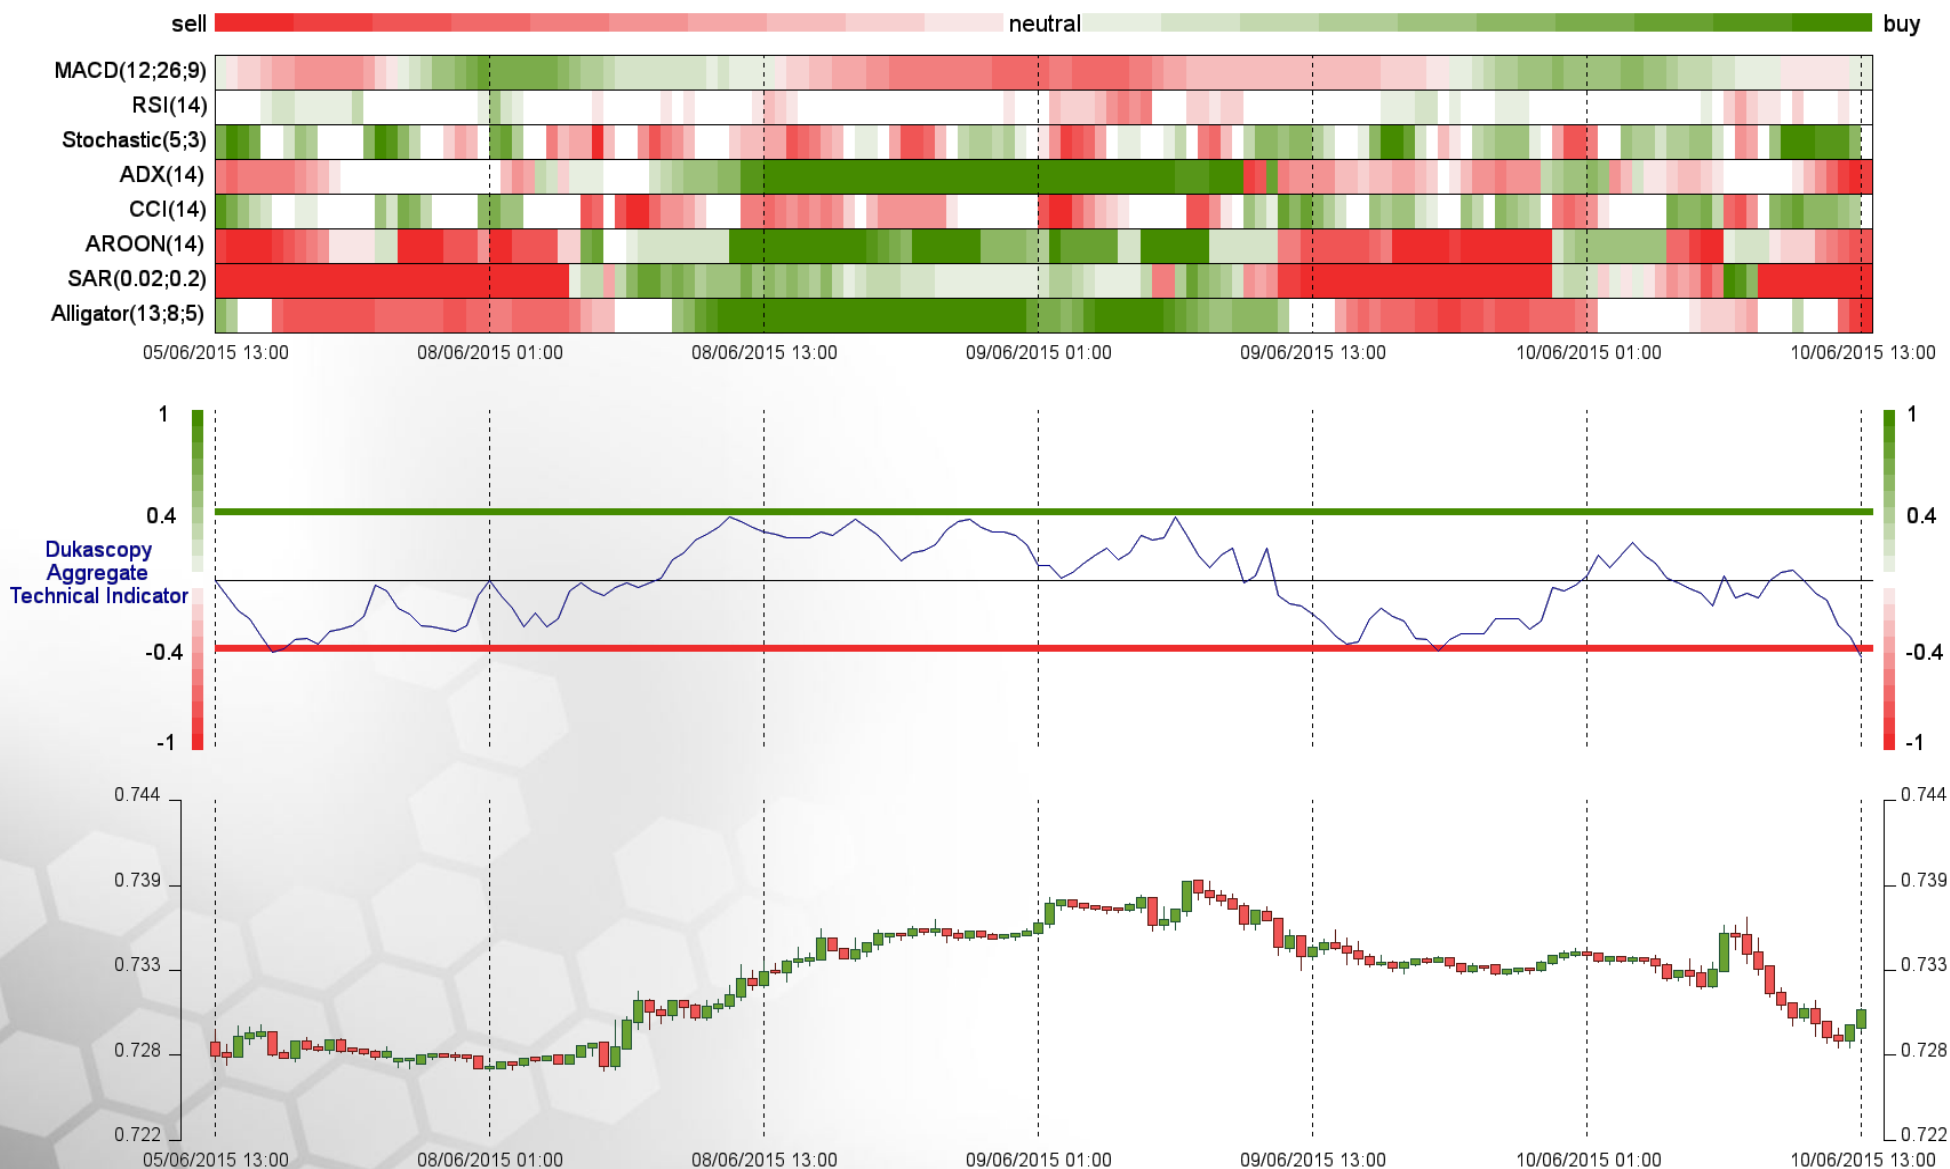 sell neutral buy
MACD(12;26;9)
RSI(14)
Stochastic(5;3)
ADX(14)
CCI(14)
AROON(14)
SAR(0.02;0.2)
Alligator(13;8;5)
05/06/2015 13:00 08/06/2015 01:00 08/06/2015 13:00 09/06/2015 01:00 09/06/2015 13:00 10/06/2015 01:00 10/06/2015 13:00
1 1
0.4 0.4
Dukascopy
Aggregate
Technical Indicator
-0.4 -0.4
-1 -1
0.744 0.744
0.739 0.739
0.733 0.733
0.728 0.728
0.722 0.722
05/06/2015 13:00 08/06/2015 01:00 08/06/2015 13:00 09/06/2015 01:00 09/06/2015 13:00 10/06/2015 01:00 10/06/2015 13:00